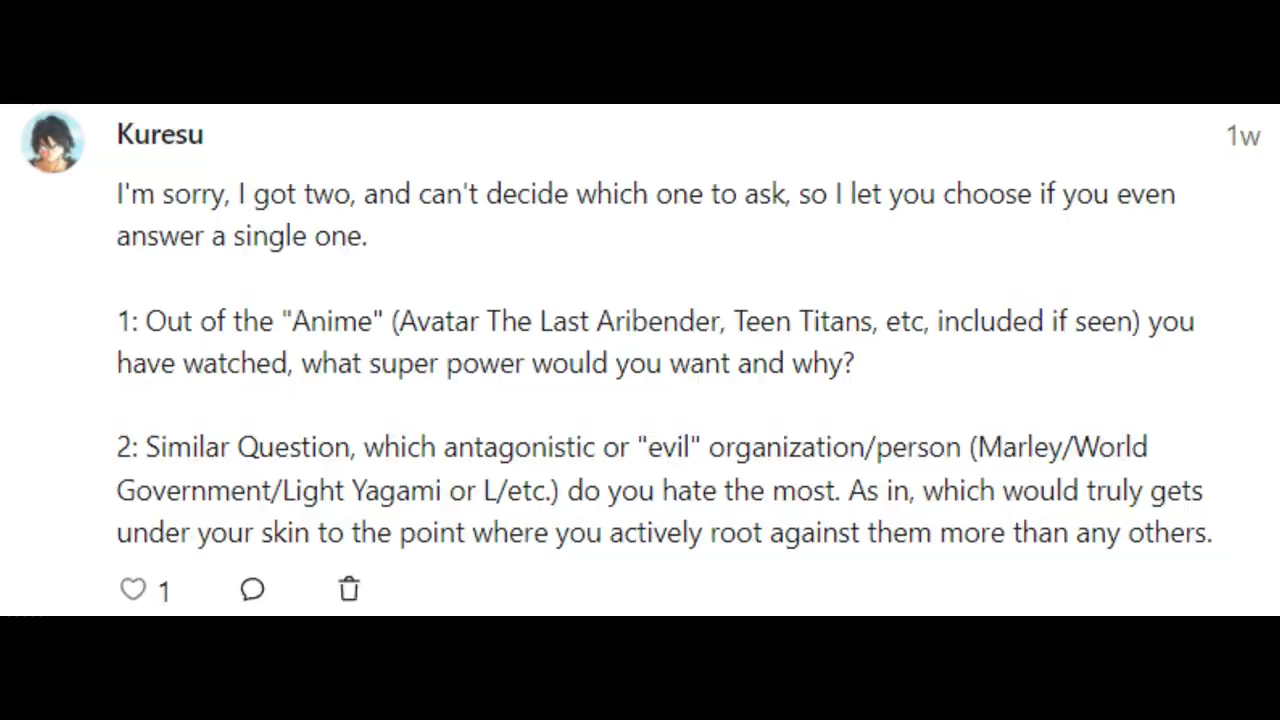 Kuresu
1w
I'm sorry, I got two, and can't decide which one to ask, so I let you choose if you even
answer a single one.
1: Out of the "Anime" (Avatar The Last Aribender, Teen Titans, etc, included if seen) you
have watched, what super power would you want and why?
2: Similar Question, which antagonistic or "evil" organization/person (Marley/World
Government/Light Yagami or L/etc.) do you hate the most. As in, which would truly gets
under your skin to the point where you actively root against them more than any others.
1